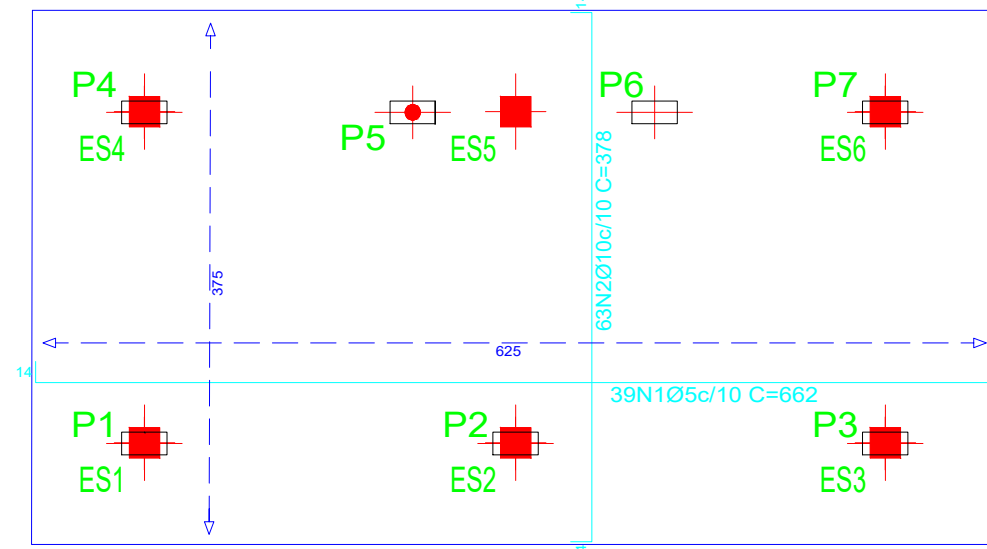 P4
P6
P7
P5
ES4
ES5
ES6
63N2Ø10c/10 C=378
375
625
14
39N1Ø5c/10 C=662
P1
P2
P3
ES1
ES2
ES3